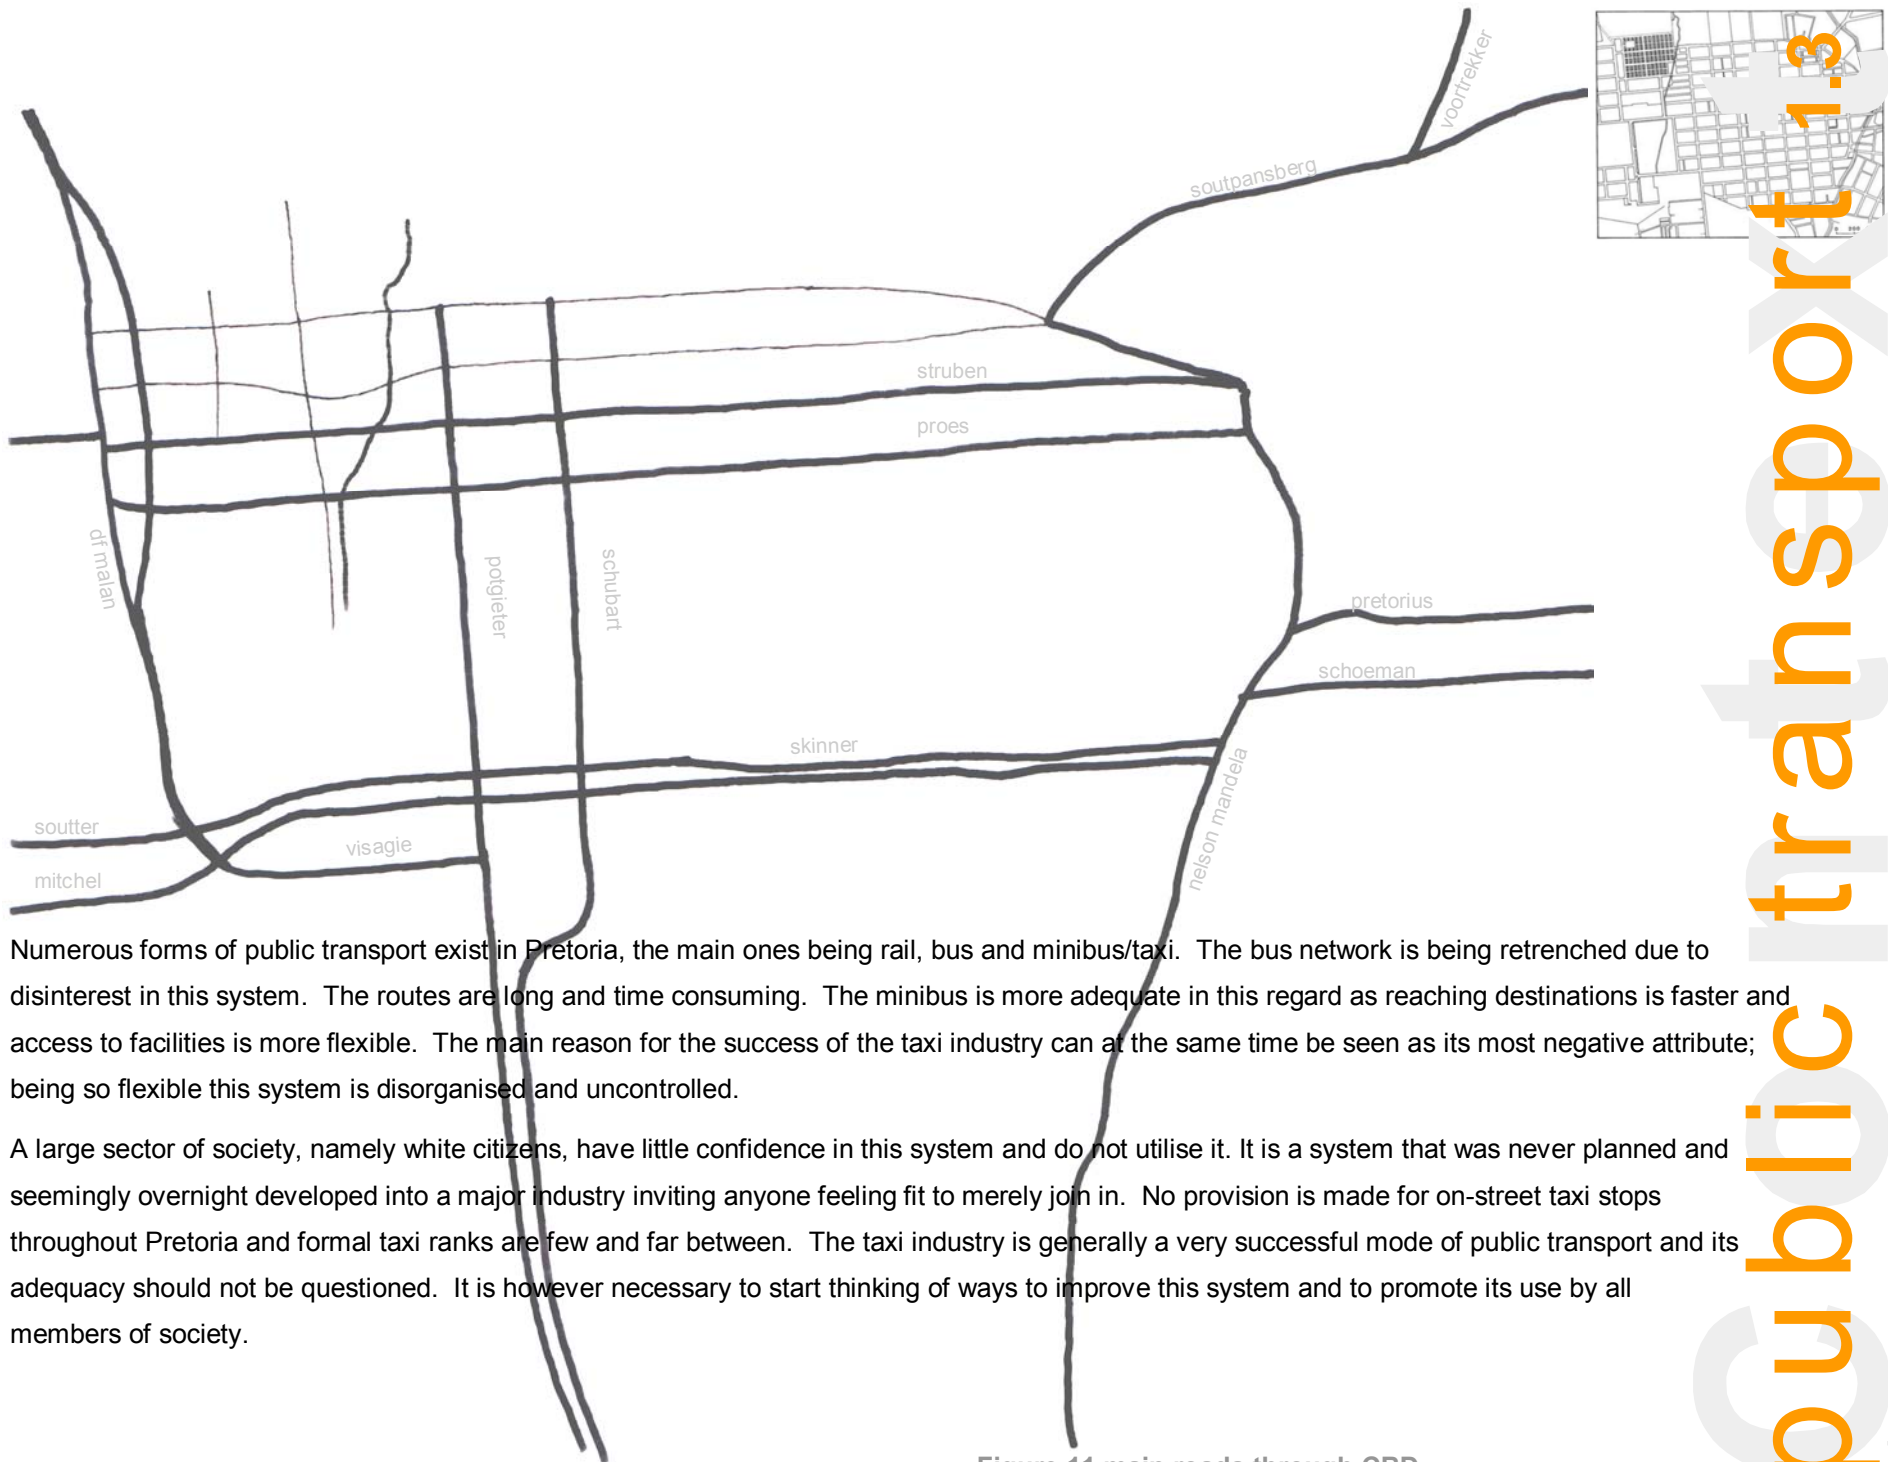 voortrekker
soutpansberg
struben
proes
df malan
potgieter
schubart
pretorius
schoeman
skinner
nelson mandela
soutter
visagie
mitchel
Numerous forms of public transport exist in Pretoria, the main ones being rail, bus and minibus/taxi.  The bus network is being retrenched due to
disinterest in this system.  The routes are long and time consuming.  The minibus is more adequate in this regard as reaching destinations is faster and
access to facilities is more flexible.  The main reason for the success of the taxi industry can at the same time be seen as its most negative attribute;
being so flexible this system is disorganised and uncontrolled.
A large sector of society, namely white citizens, have little confidence in this system and do not utilise it. It is a system that was never planned and
seemingly overnight developed into a major industry inviting anyone feeling fit to merely join in.  No provision is made for on-street taxi stops
throughout Pretoria and formal taxi ranks are few and far between.  The taxi industry is generally a very successful mode of public transport and its
adequacy should not be questioned.  It is however necessary to start thinking of ways to improve this system and to promote its use by all
members of society.
Figure 11 main roads through CBD
public transport 1.3
Context